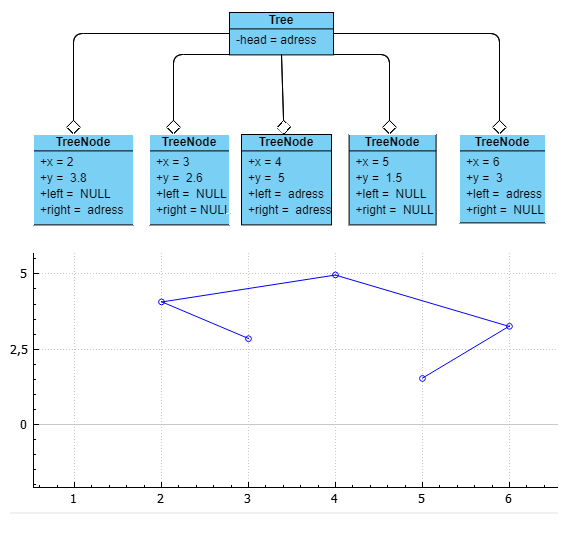 Tree
-head = adress
TreeNode
+x = 2
+y = 3.8
+left = NULL
+right = adress
TreeNode
+x = 3
+y = 2.6
+left = NULL
+right = NULL
TreeNode
+x = 4
+y = 5
+left = adress
+right = adress
TreeNode
+x = 5
+y = 1.5
+left = NULL
+right = NULL
TreeNode
+x = 6
+y = 3
+left = adress
+right = NULL
5
2,5
0
1 2 3 4 5 6